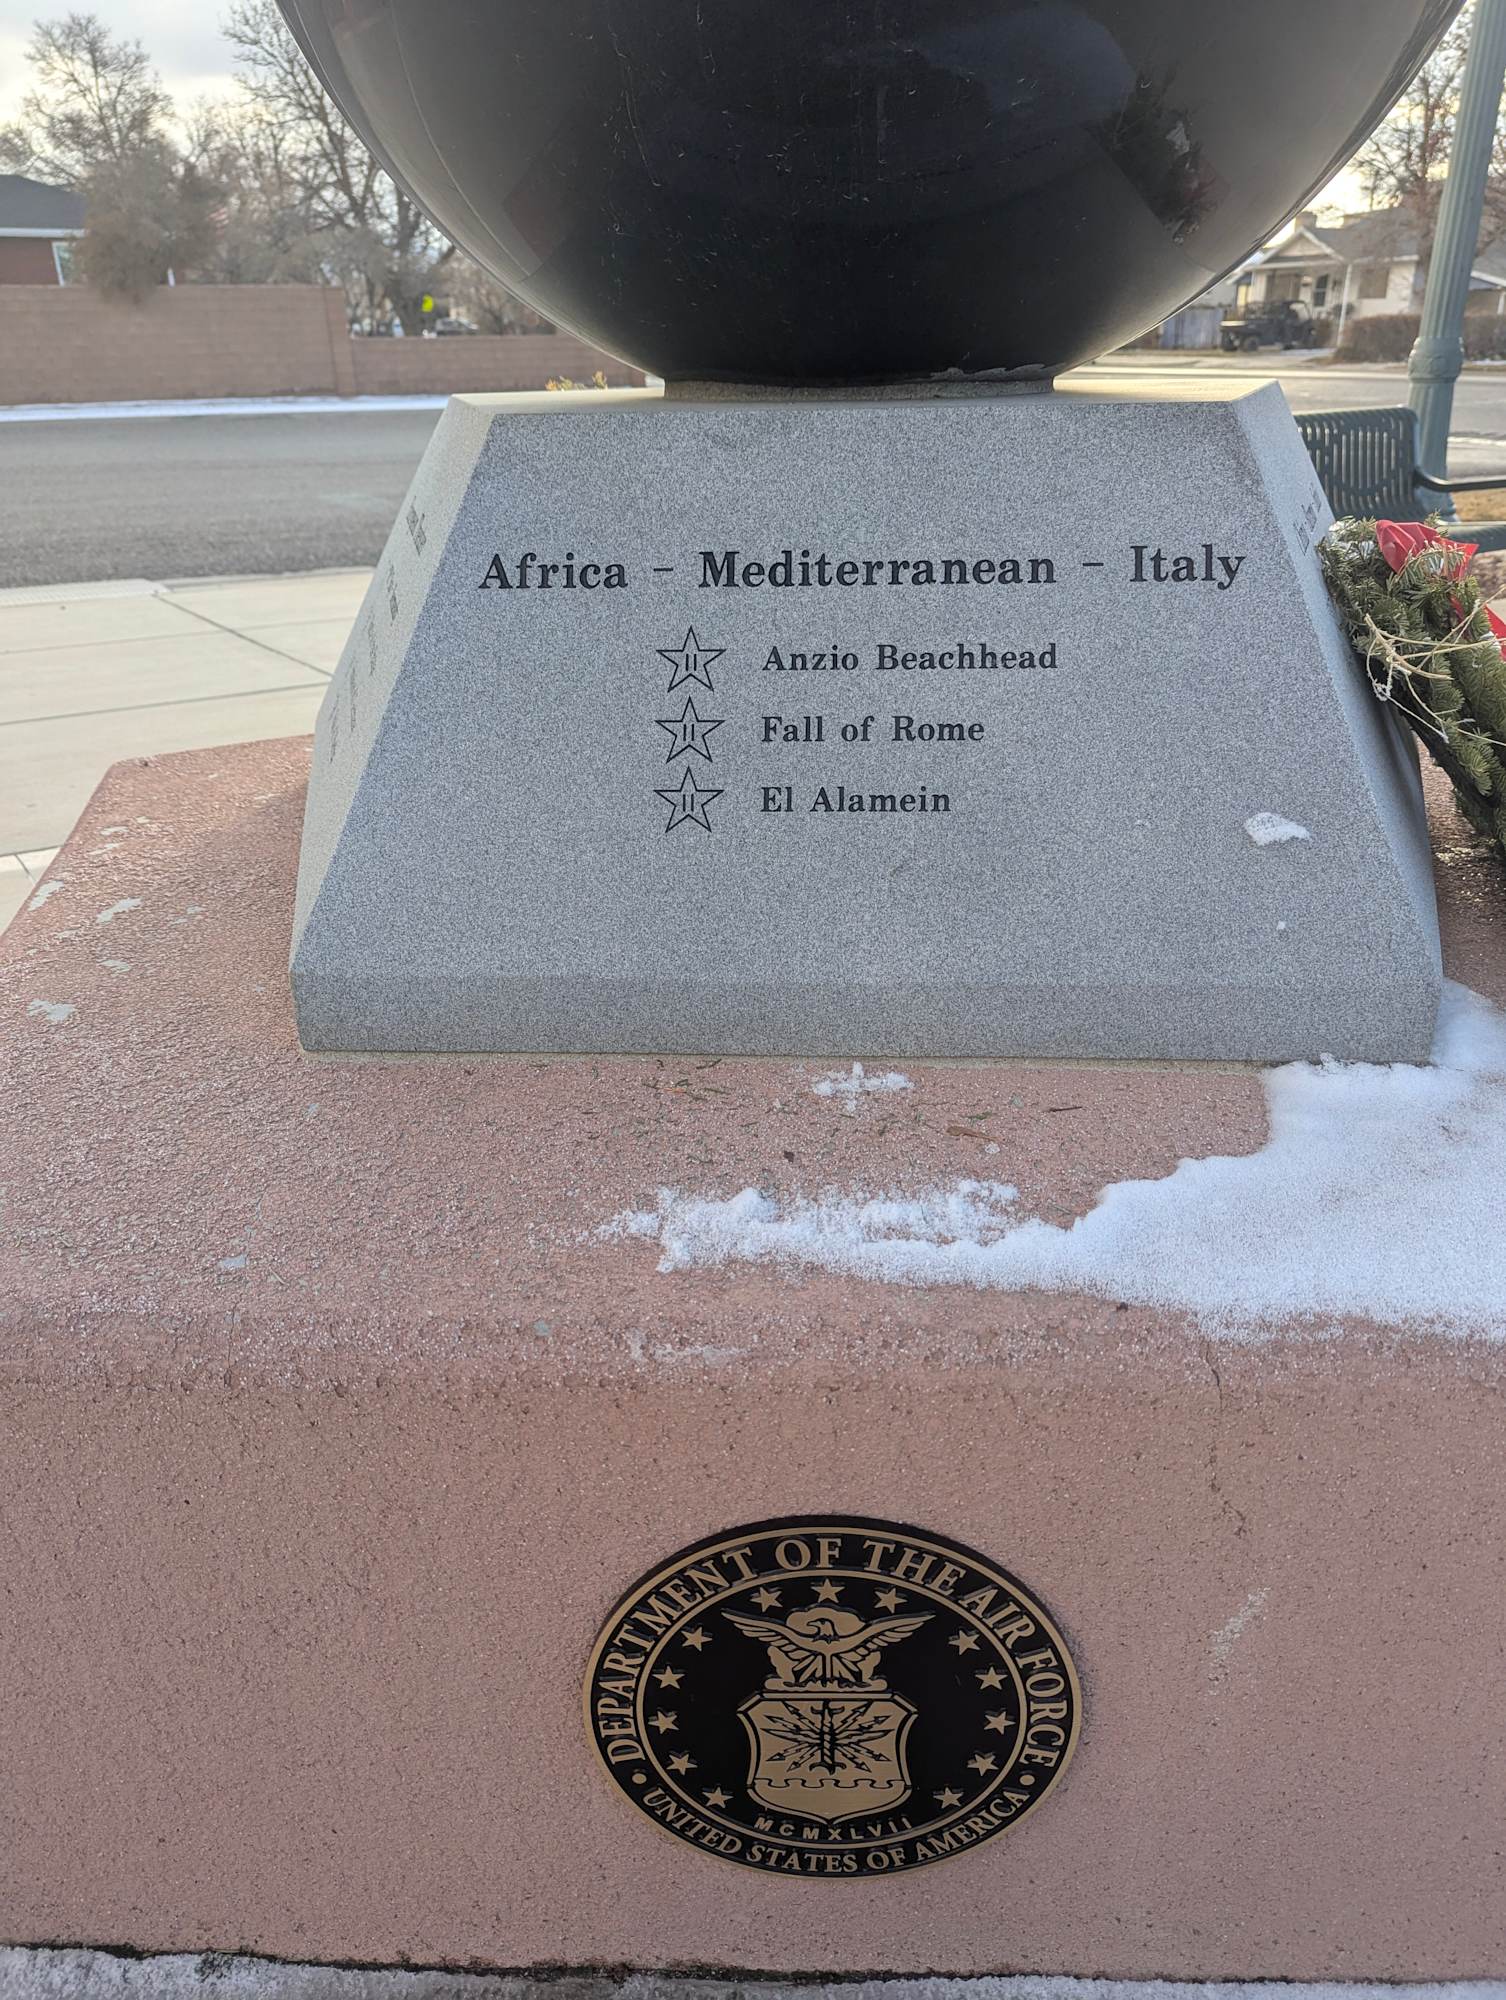 Africa - Mediterranean - Italy
II Anzio Beachhead
II Fall of Rome
II El Alamein
DEPARTMENT OF THE AIR FORCE
MCMXLVII
• UNITED STATES OF AMERICA •